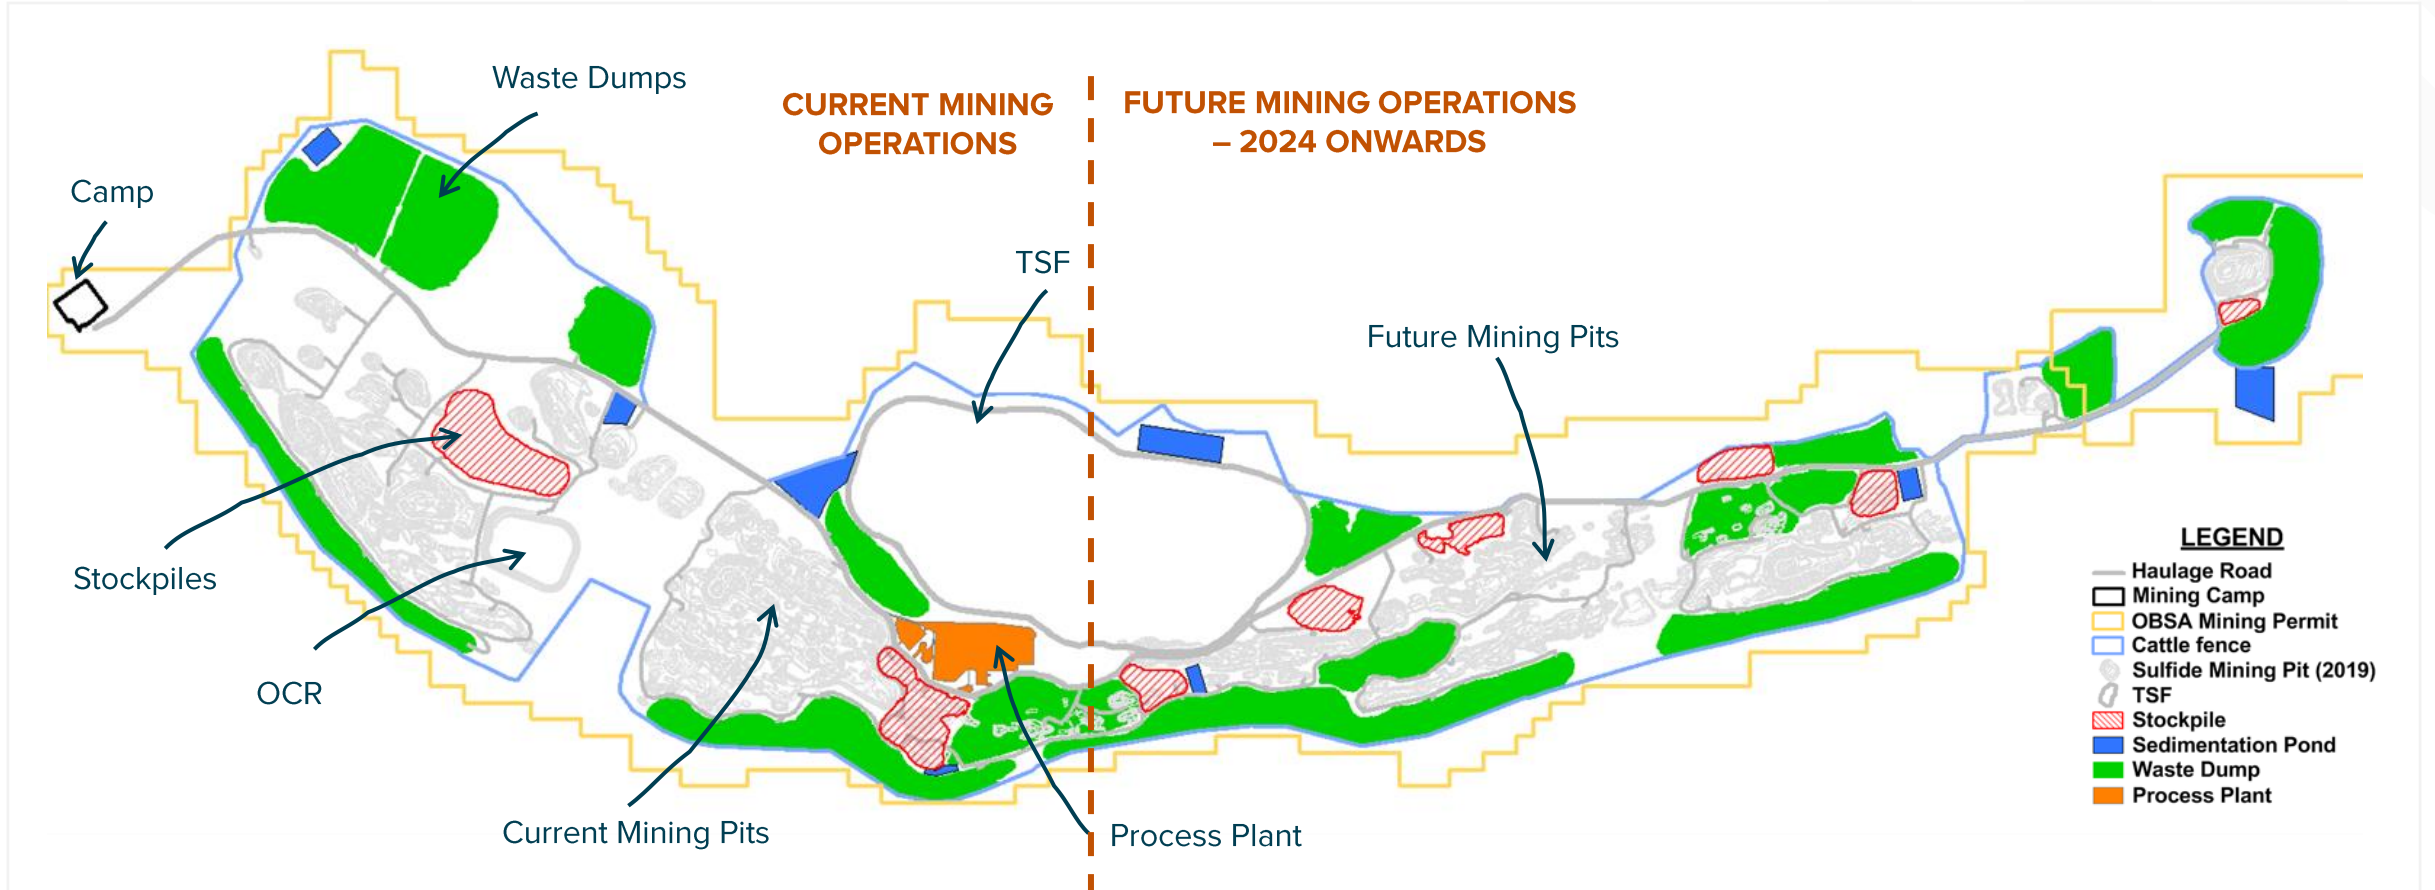 Waste Dumps
CURRENT MINING
OPERATIONS
FUTURE MINING OPERATIONS
– 2024 ONWARDS
Camp
TSF
Future Mining Pits
Stockpiles
OCR
Current Mining Pits
Process Plant
LEGEND
Haulage Road
Mining Camp
OBSA Mining Permit
Cattle fence
Sulfide Mining Pit (2019)
TSF
Stockpile
Sedimentation Pond
Waste Dump
Process Plant